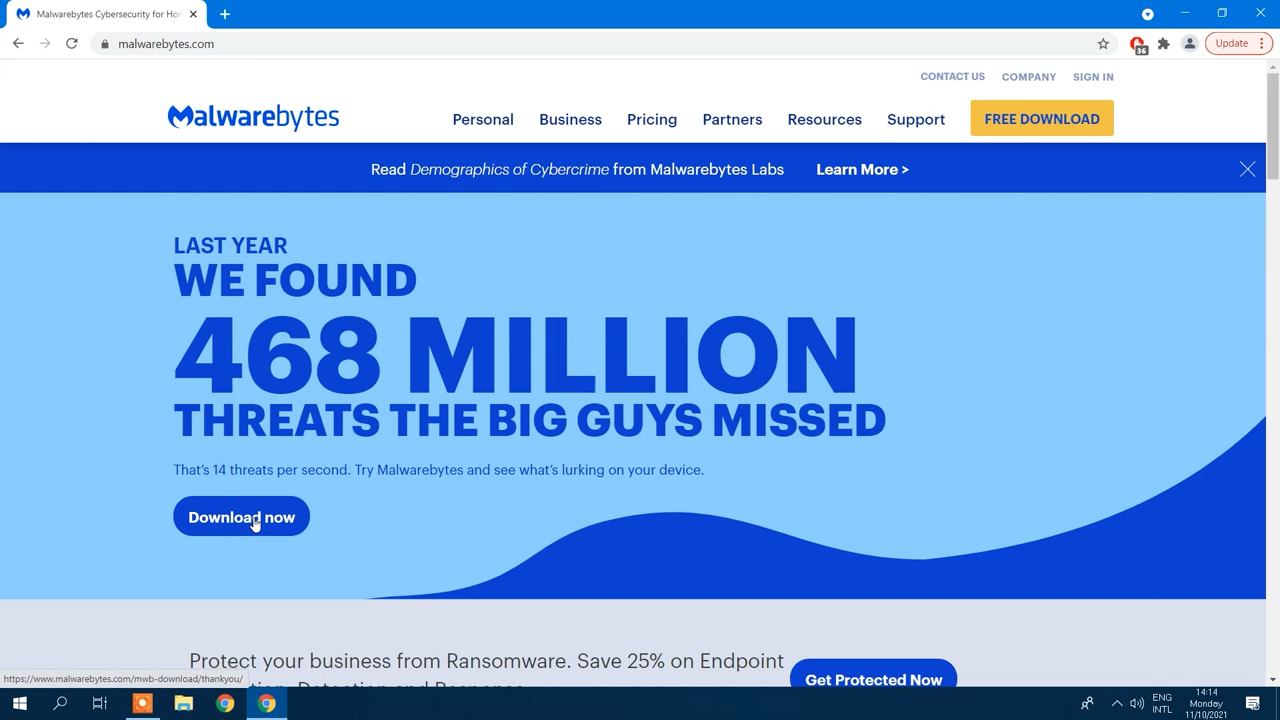 Malwarebytes Cybersecurity for Hor
malwarebytes.com
36
Update
CONTACT US COMPANY SIGN IN
Malwarebytes
Personal Business Pricing Partners Resources Support FREE DOWNLOAD
Read Demographics of Cybercrime from Malwarebytes Labs Learn More >
LAST YEAR
WE FOUND
468 MILLION
THREATS THE BIG GUYS MISSED
That's 14 threats per second. Try Malwarebytes and see what's lurking on your device.
Download now
Protect your business from Ransomware. Save 25% on Endpoint
Get Protected Now
https://www.malwarebytes.com/mwb-download/thankyou/
ENG
INTL
14:14
Monday
11/10/2021